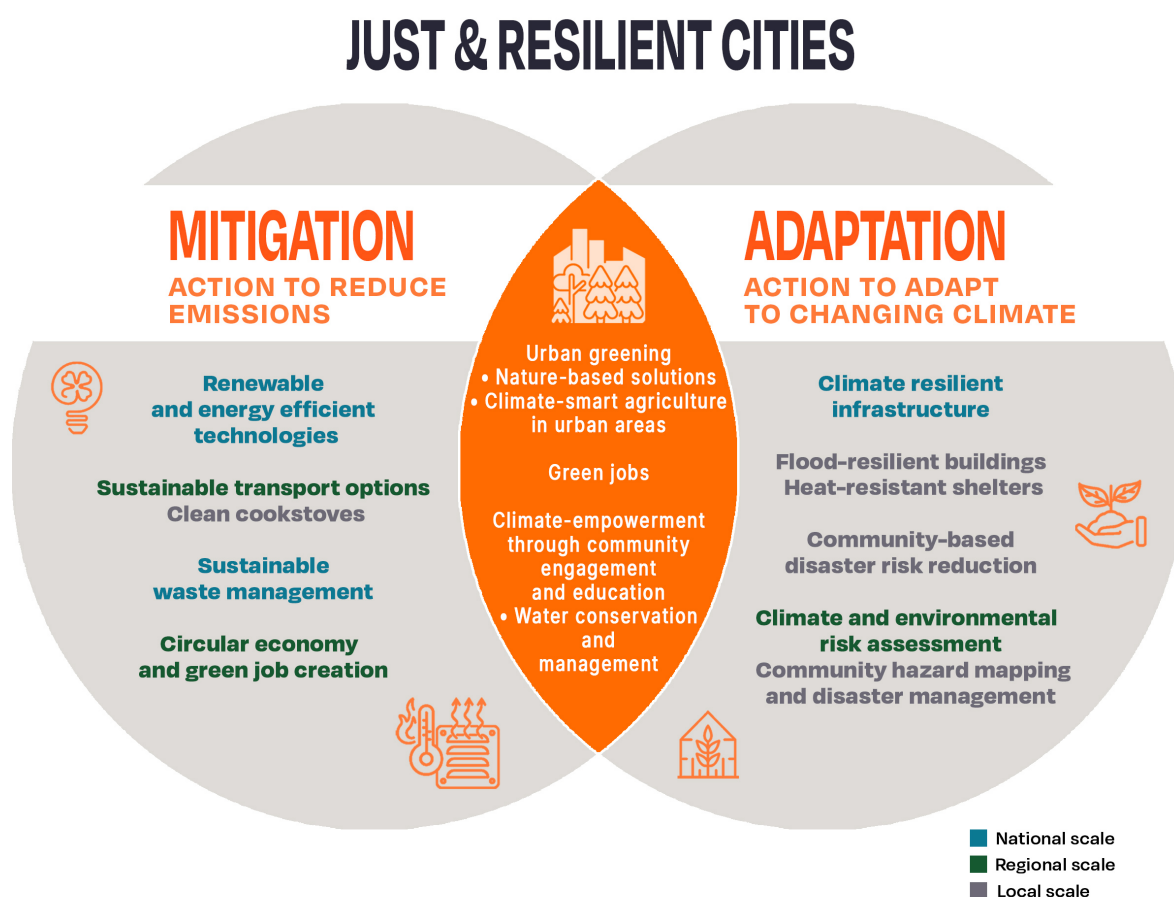 JUST & RESILIENT CITIES
MITIGATION
ACTION TO REDUCE
EMISSIONS
Renewable
and energy efficient
technologies
Sustainable transport options
Clean cookstoves
Sustainable
waste management
Circular economy
and green job creation
Urban greening
• Nature-based solutions
• Climate-smart agriculture
in urban areas
Green jobs
Climate-empowerment
through community
engagement
and education
• Water conservation
and
management
ADAPTATION
ACTION TO ADAPT
TO CHANGING CLIMATE
Climate resilient
infrastructure
Flood-resilient buildings
Heat-resistant shelters
Community-based
disaster risk reduction
Climate and environmental
risk assessment
Community hazard mapping
and disaster management
National scale
Regional scale
Local scale